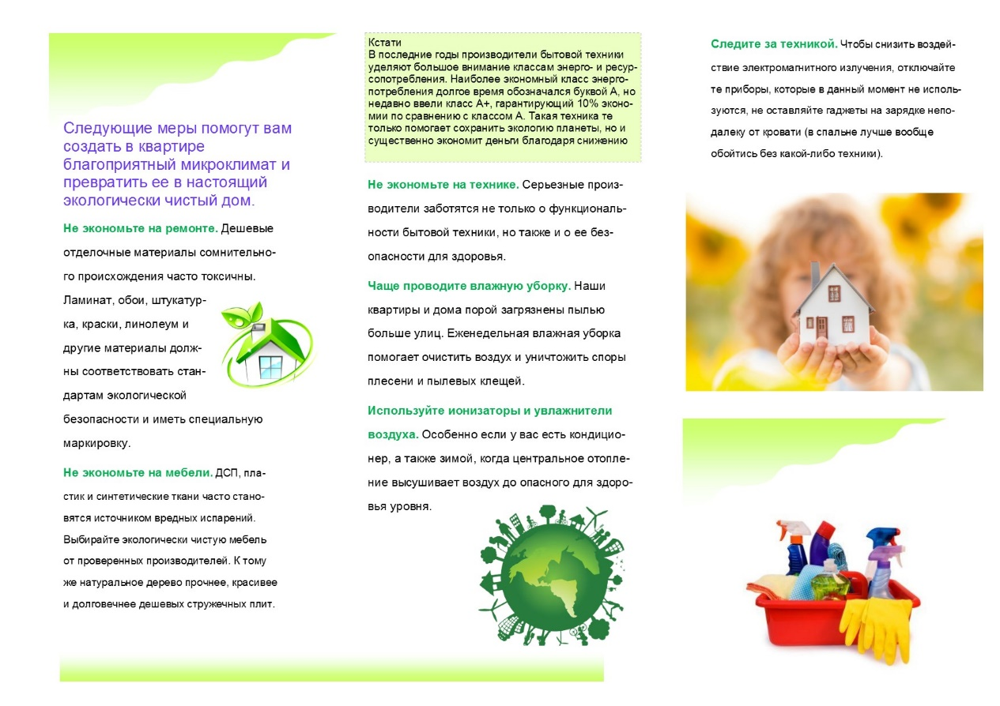 Следующие меры помогут вам
создать в квартире
благоприятный микроклимат и
превратить ее в настоящий
экологически чистый дом.
Не экономьте на ремонте. Дешевые
отделочные материалы сомнительно-
го происхождения часто токсичны.
Ламинат, обои, штукатур-
ка, краски, линолеум и
другие материалы долж-
ны соответствовать стан-
дартам экологической
безопасности и иметь специальную
маркировку.
Не экономьте на мебели. ДСП, пла-
стик и синтетические ткани часто стано-
вятся источником вредных испарений.
Выбирайте экологически чистую мебель
от проверенных производителей. К тому
же натуральное дерево прочнее, красивее
и долговечнее дешевых стружечных плит.
Кстати
В последние годы производители бытовой техники
уделяют большое внимание классам энерго- и ресур-
сопотребления. Наиболее экономный класс энерго-
потребления долгое время обозначался буквой А, но
недавно ввели класс А+, гарантирующий 10% эконо-
мии по сравнению с классом А. Такая техника те
только помогает сохранить экологию планеты, но и
существенно экономит деньги благодаря снижению
Не экономьте на технике. Серьезные произ-
водители заботятся не только о функциональ-
ности бытовой техники, но также и о ее без-
опасности для здоровья.
Чаще проводите влажную уборку. Наши
квартиры и дома порой загрязнены пылью
больше улиц. Еженедельная влажная уборка
помогает очистить воздух и уничтожить споры
плесени и пылевых клещей.
Используйте ионизаторы и увлажнители
воздуха. Особенно если у вас есть кондицио-
нер, а также зимой, когда центральное отопле-
ние высушивает воздух до опасного для здоро-
вья уровня.
Следите за техникой. Чтобы снизить воздей-
ствие электромагнитного излучения, отключайте
те приборы, которые в данный момент не исполь-
зуются, не оставляйте гаджеты на зарядке непо-
далеку от кровати (в спальне лучше вообще
обойтись без какой-либо техники).